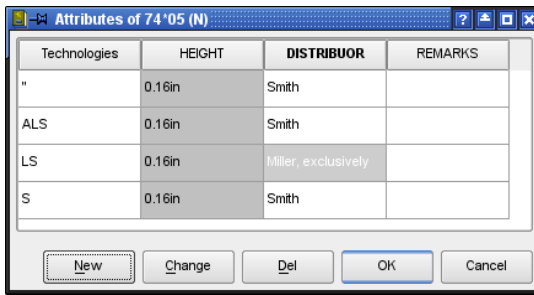 Attributes of 74*05 (N)
Technologies HEIGHT DISTRIBUOR REMARKS
" 0.16in Smith
ALS 0.16in Smith
LS 0.16in Miller, exclusively
S 0.16in Smith
New Change Del OK Cancel